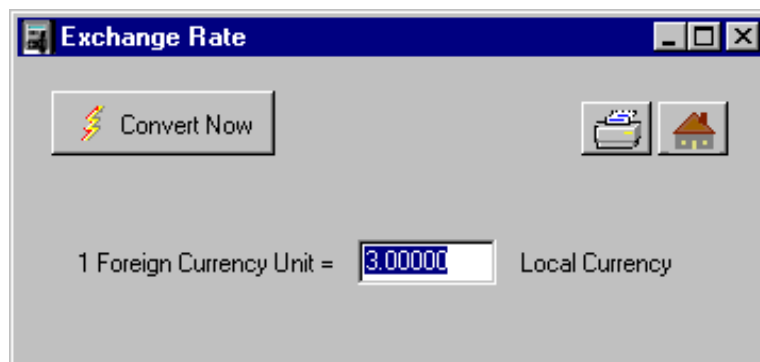 Exchange Rate
Convert Now
1 Foreign Currency Unit = 3.00000 Local Currency